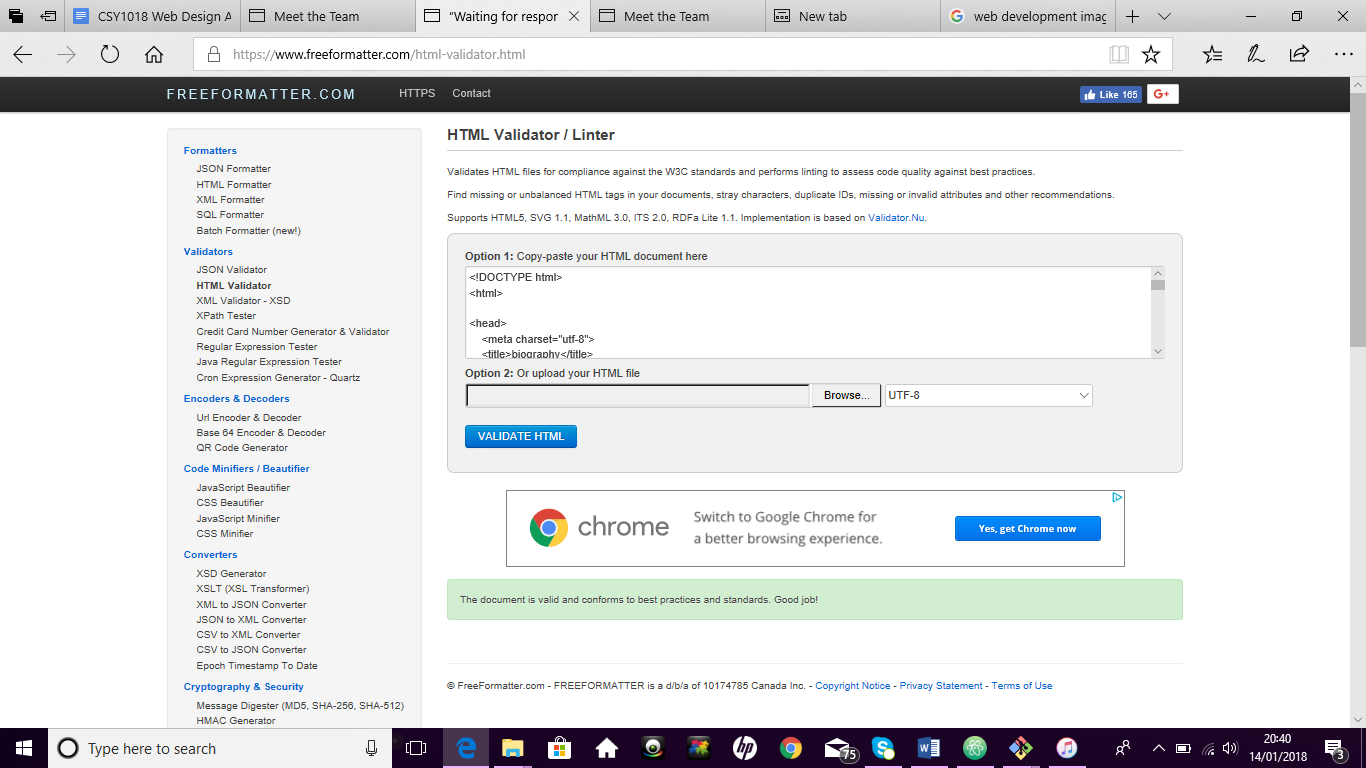 CSY1018 Web Design A
Meet the Team
"Waiting for respor
Meet the Team
New tab
web development imag
https://www.freeformatter.com/html-validator.html
FREEFORMATTER.COM
HTTPS
Contact
Like 165
G+
Formatters
JSON Formatter
HTML Formatter
XML Formatter
SQL Formatter
Batch Formatter (new!)
Validators
JSON Validator
HTML Validator
XML Validator - XSD
XPath Tester
Credit Card Number Generator & Validator
Regular Expression Tester
Java Regular Expression Tester
Cron Expression Generator - Quartz
Encoders & Decoders
Url Encoder & Decoder
Base 64 Encoder & Decoder
QR Code Generator
Code Minifiers / Beautifier
JavaScript Beautifier
CSS Beautifier
JavaScript Minifier
CSS Minifier
Converters
XSD Generator
XSLT (XSL Transformer)
XML to JSON Converter
JSON to XML Converter
CSV to XML Converter
CSV to JSON Converter
Epoch Timestamp To Date
Cryptography & Security
Message Digester (MD5, SHA-256, SHA-512)
HMAC Generator
HTML Validator / Linter
Validates HTML files for compliance against the W3C standards and performs linting to assess code quality against best practices.
Find missing or unbalanced HTML tags in your documents, stray characters, duplicate IDs, missing or invalid attributes and other recommendations.
Supports HTML5, SVG 1.1, MathML 3.0, ITS 2.0, RDFa Lite 1.1. Implementation is based on Validator.Nu.
Option 1: Copy-paste your HTML document here
<!DOCTYPE html>
<html>
<head>
<meta charset="utf-8">
<title>biography</title>
Option 2: Or upload your HTML file
Browse...
UTF-8
VALIDATE HTML
chrome
Switch to Google Chrome for
a better browsing experience.
Yes, get Chrome now
The document is valid and conforms to best practices and standards. Good job!
© FreeFormatter.com - FREEFORMATTER is a d/b/a of 10174785 Canada Inc. - Copyright Notice - Privacy Statement - Terms of Use
Type here to search
75
20:40
14/01/2018
3